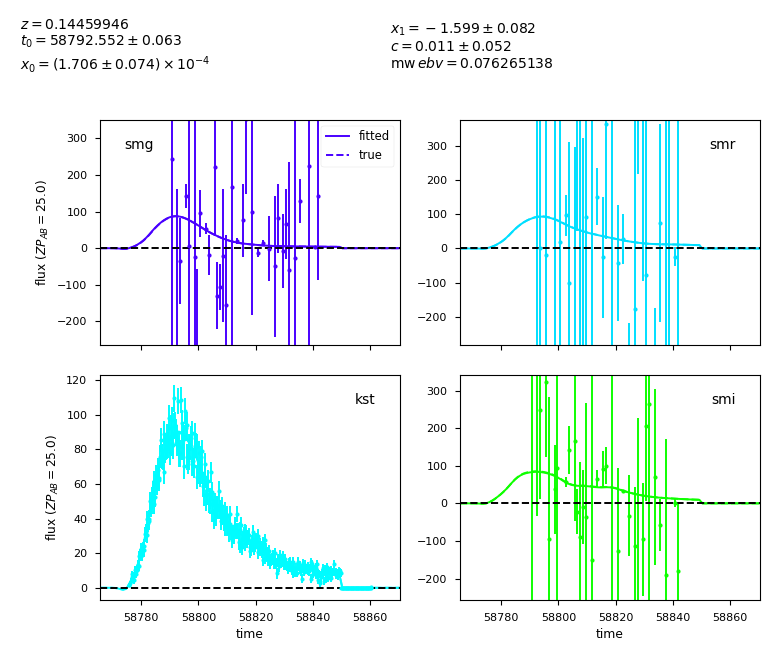 z = 0.14459946
t₀ = 58792.552 ± 0.063
x₀ = (1.706 ± 0.074) × 10⁻⁴
x₁ = −1.599 ± 0.082
c = 0.011 ± 0.052
mw ebv = 0.076265138
smg
fitted
true
300
200
100
0
−100
−200
flux (ZP_AB = 25.0)
smr
300
200
100
0
−100
−200
kst
120
100
80
60
40
20
0
flux (ZP_AB = 25.0)
58780 58800 58820 58840 58860
time
smi
300
200
100
0
−100
−200
58780 58800 58820 58840 58860
time